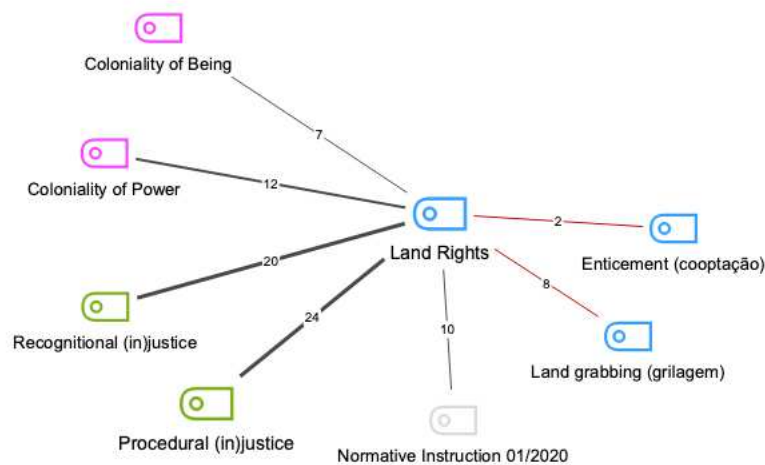 Coloniality of Being
7
Coloniality of Power
12
Land Rights
2
Enticement (cooptação)
20
8
Recognitional (in)justice
24
10
Land grabbing (grilagem)
Procedural (in)justice
Normative Instruction 01/2020